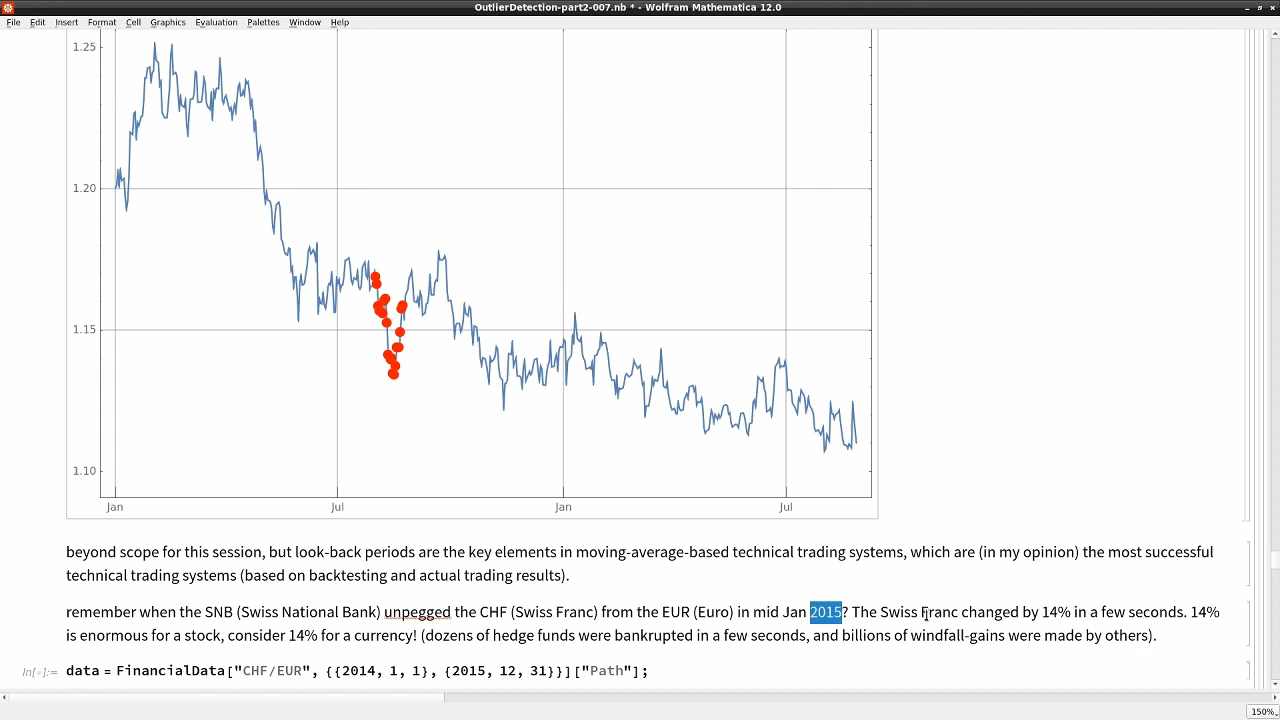 OutlierDetection-part2-007.nb * - Wolfram Mathematica 12.0
File Edit Insert Format Cell Graphics Evaluation Palettes Window Help
1.25
1.20
1.15
1.10
Jan Jul Jan Jul
beyond scope for this session, but look-back periods are the key elements in moving-average-based technical trading systems, which are (in my opinion) the most successful
technical trading systems (based on backtesting and actual trading results).
remember when the SNB (Swiss National Bank) unpegged the CHF (Swiss Franc) from the EUR (Euro) in mid Jan 2015? The Swiss Franc changed by 14% in a few seconds. 14%
is enormous for a stock, consider 14% for a currency! (dozens of hedge funds were bankrupted in a few seconds, and billions of windfall-gains were made by others).
In[•]:= data = FinancialData["CHF/EUR", {{2014, 1, 1}, {2015, 12, 31}}]["Path"];
150%